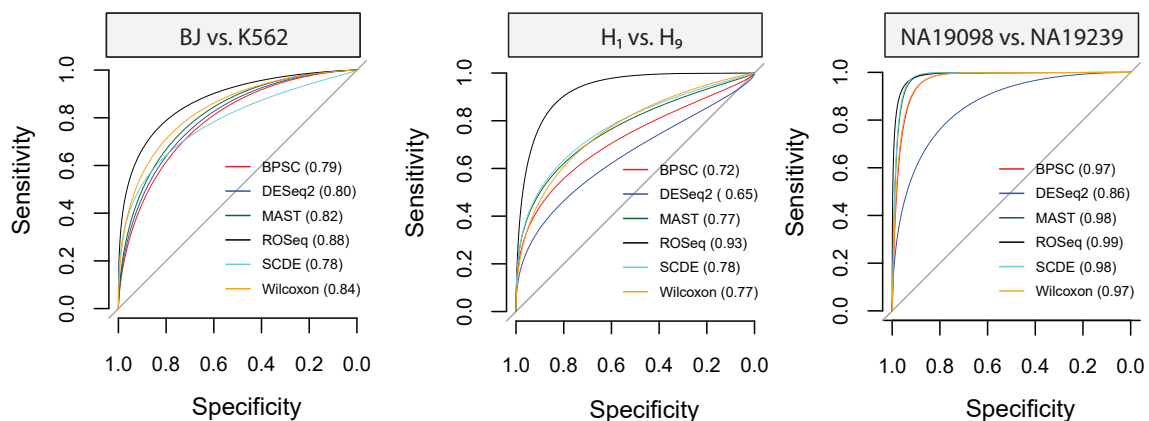 BJ vs. K562
Sensitivity
1.0
0.8
0.6
0.4
0.2
0.0
BPSC (0.79)
DESeq2 (0.80)
MAST (0.82)
ROSeq (0.88)
SCDE (0.78)
Wilcoxon (0.84)
1.0 0.8 0.6 0.4 0.2 0.0
Specificity
H₁ vs. H₉
Sensitivity
1.0
0.8
0.6
0.4
0.2
0.0
BPSC (0.72)
DESeq2 ( 0.65)
MAST (0.77)
ROSeq (0.93)
SCDE (0.78)
Wilcoxon (0.77)
1.0 0.8 0.6 0.4 0.2 0.0
Specificity
NA19098 vs. NA19239
Sensitivity
1.0
0.8
0.6
0.4
0.2
0.0
BPSC (0.97)
DESeq2 (0.86)
MAST (0.98)
ROSeq (0.99)
SCDE (0.98)
Wilcoxon (0.97)
1.0 0.8 0.6 0.4 0.2 0.0
Specificity